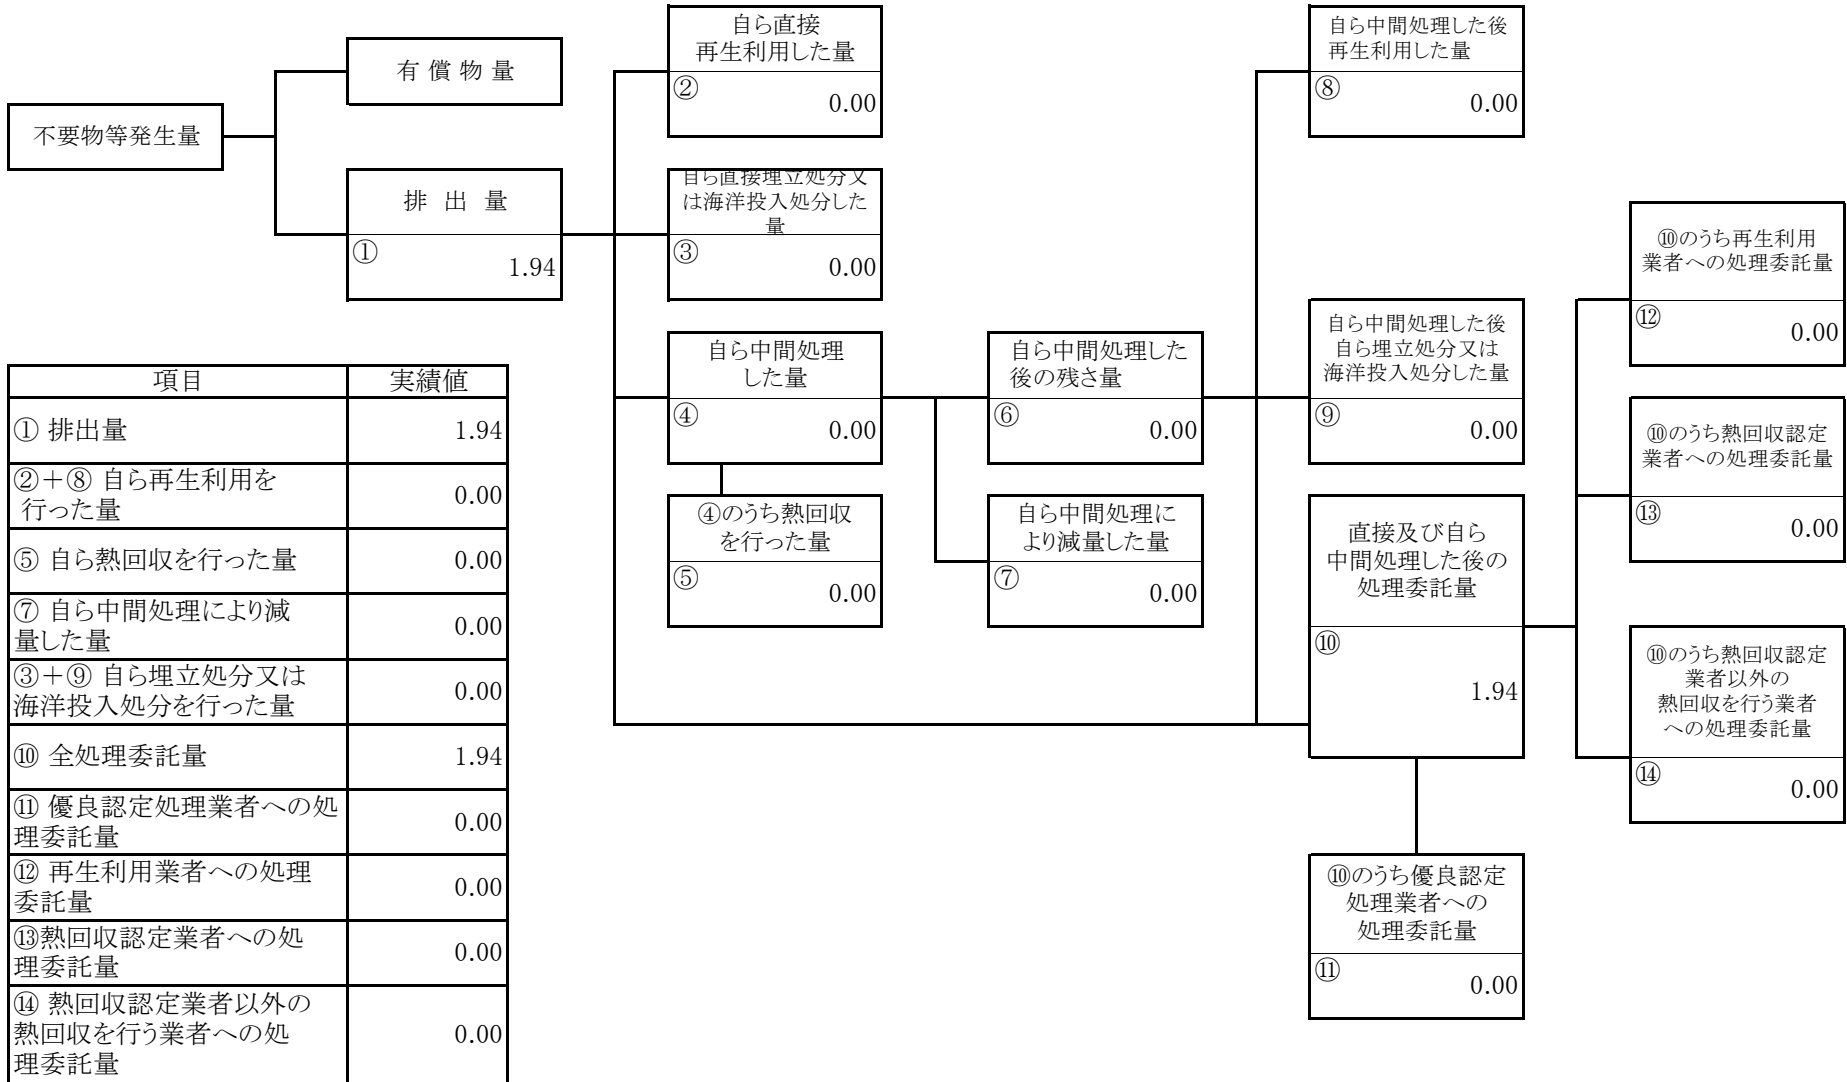 不要物等発生量
有 償 物 量
排 出 量
①
1.94
自ら直接
再生利用した量
②
0.00
自ら直接埋立処分又
は海洋投入処分した
量
③
0.00
自ら中間処理
した量
④
0.00
④のうち熱回収
を行った量
⑤
0.00
自ら中間処理した
後の残さ量
⑥
0.00
自ら中間処理に
より減量した量
⑦
0.00
自ら中間処理した後
再生利用した量
⑧
0.00
自ら中間処理した後
自ら埋立処分又は
海洋投入処分した量
⑨
0.00
直接及び自ら
中間処理した後の
処理委託量
⑩
1.94
⑩のうち優良認定
処理業者への
処理委託量
⑪
0.00
⑩のうち再生利用
業者への処理委託量
⑫
0.00
⑩のうち熱回収認定
業者への処理委託量
⑬
0.00
⑩のうち熱回収認定
業者以外の
熱回収を行う業者
への処理委託量
⑭
0.00
項目 実績値
① 排出量 1.94
②＋⑧ 自ら再生利用を
行った量 0.00
⑤ 自ら熱回収を行った量 0.00
⑦ 自ら中間処理により減
量した量 0.00
③＋⑨ 自ら埋立処分又は
海洋投入処分を行った量 0.00
⑩ 全処理委託量 1.94
⑪ 優良認定処理業者への処
理委託量 0.00
⑫ 再生利用業者への処理
委託量 0.00
⑬熱回収認定業者への処
理委託量 0.00
⑭ 熱回収認定業者以外の
熱回収を行う業者への処
理委託量 0.00